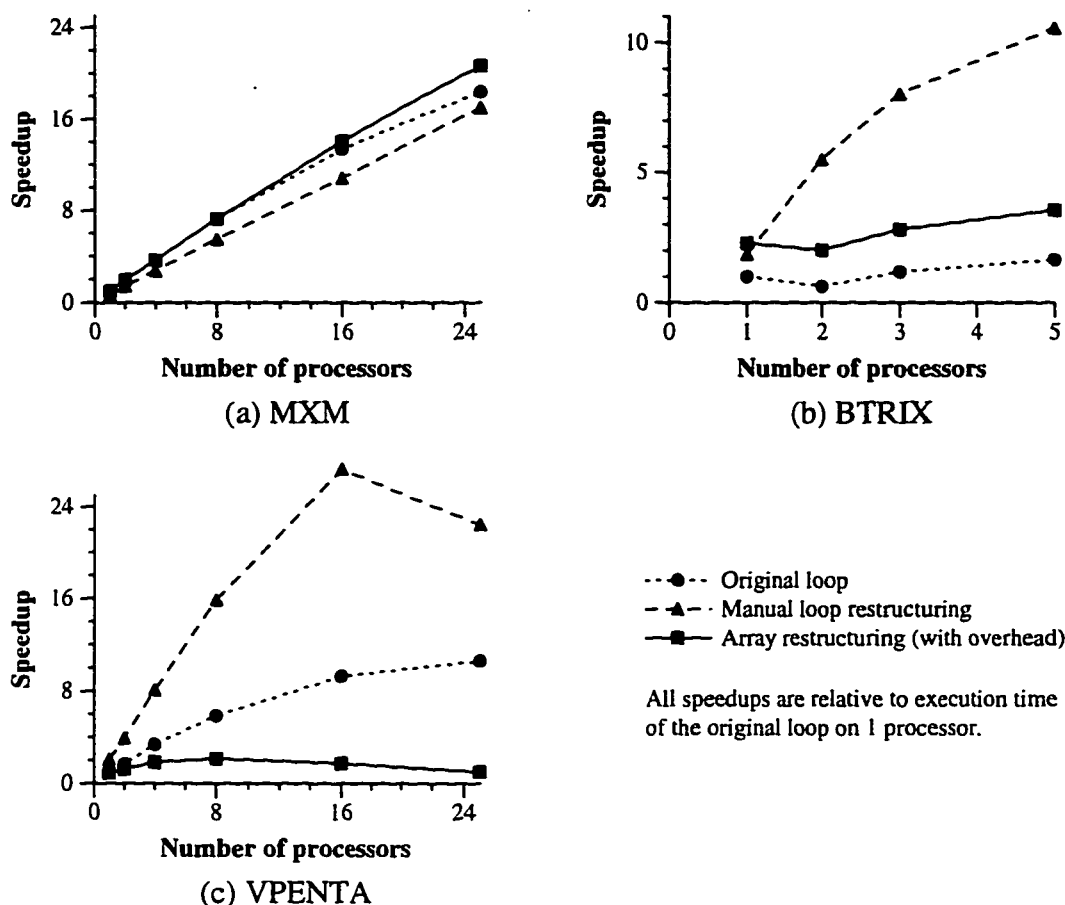 24
16
8
0
Speedup
0
8
16
24
Number of processors
(a) MXM
10
5
0
Speedup
0
1
2
3
4
5
Number of processors
(b) BTRIX
24
16
8
0
Speedup
0
8
16
24
Number of processors
(c) VPENTA
Original loop
Manual loop restructuring
Array restructuring (with overhead)
All speedups are relative to execution time
of the original loop on 1 processor.